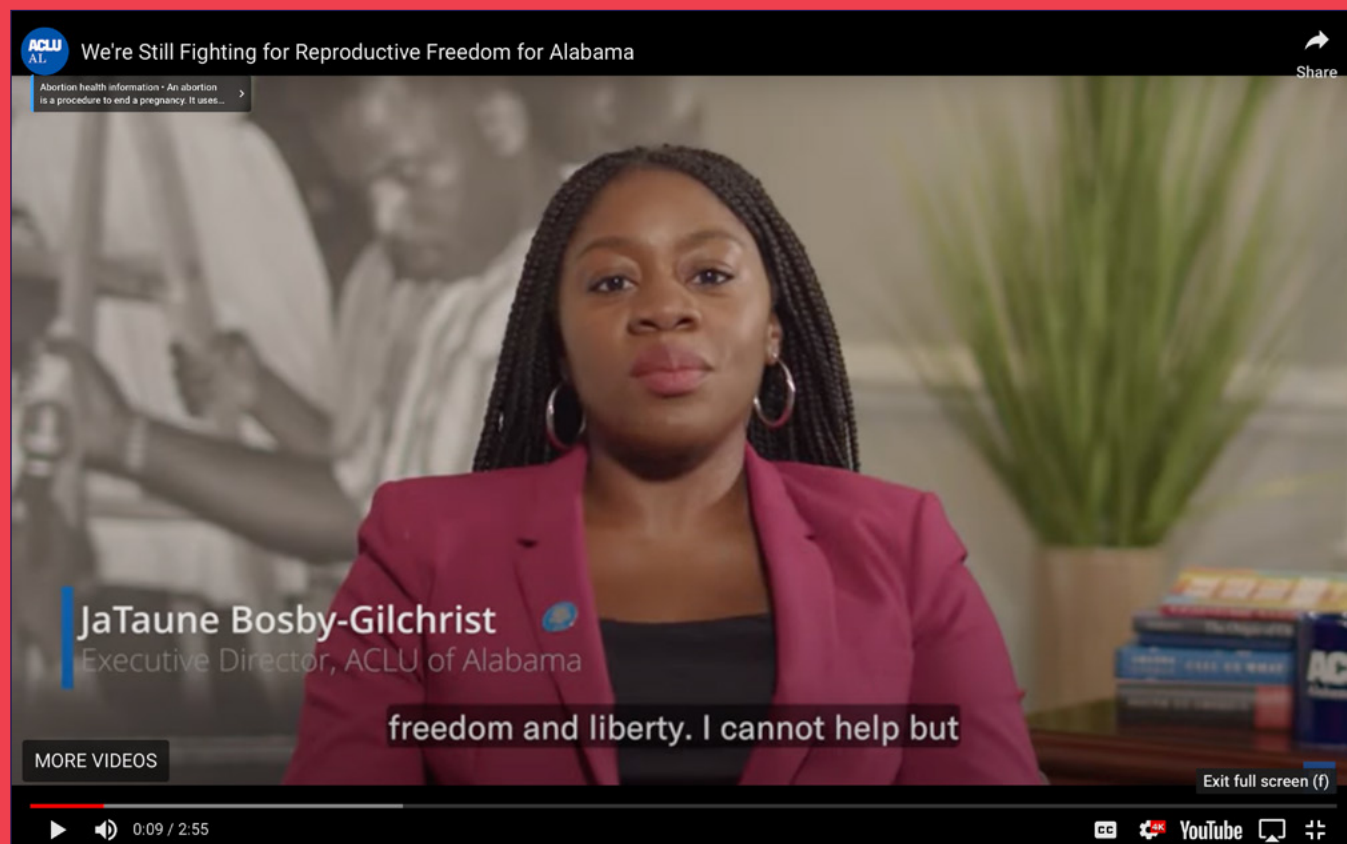 ACLU
AL
We're Still Fighting for Reproductive Freedom for Alabama
Share
Abortion health information - An abortion
is a procedure to end a pregnancy. It uses...
JaTaune Bosby-Gilchrist
Executive Director, ACLU of Alabama
freedom and liberty. I cannot help but
MORE VIDEOS
Exit full screen (f)
0:09 / 2:55
CC
4K
YouTube